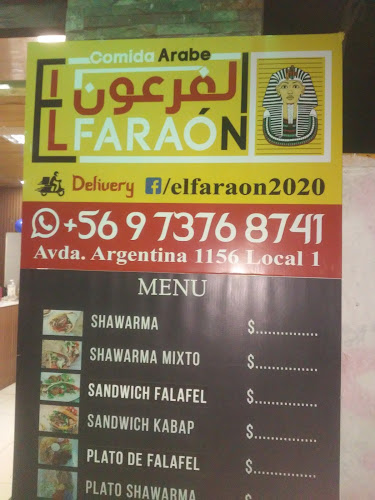 Comida Arabe
الفرعون
EL FARAÓN
Delivery f/elfaraon2020
+56 9 7376 8741
Avda. Argentina 1156 Local 1
MENU
SHAWARMA $...............
SHAWARMA MIXTO $...............
SANDWICH FALAFEL $...............
SANDWICH KABAP $...............
PLATO DE FALAFEL $...............
PLATO SHAWARMA $...............